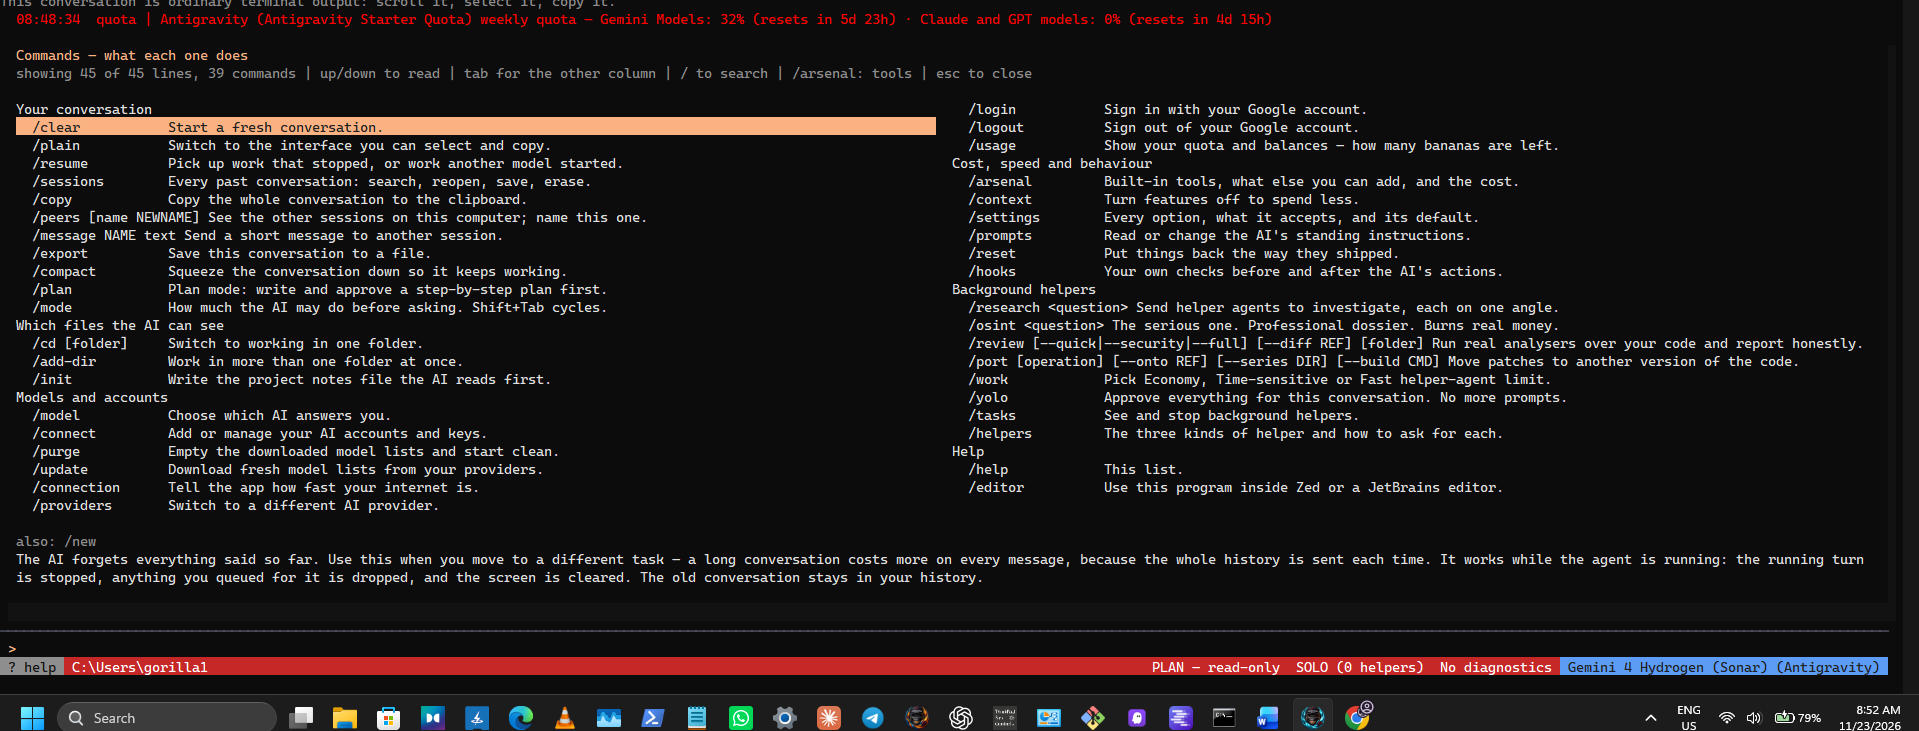 This conversation is ordinary terminal output: scroll it, select it, copy it.
08:48:34 quota | Antigravity (Antigravity Starter Quota) weekly quota — Gemini Models: 32% (resets in 5d 23h) · Claude and GPT models: 0% (resets in 4d 15h)
Commands — what each one does
showing 45 of 45 lines, 39 commands | up/down to read | tab for the other column | / to search | /arsenal: tools | esc to close
Your conversation
/clear Start a fresh conversation.
/plain Switch to the interface you can select and copy.
/resume Pick up work that stopped, or work another model started.
/sessions Every past conversation: search, reopen, save, erase.
/copy Copy the whole conversation to the clipboard.
/peers [name NEWNAME] See the other sessions on this computer; name this one.
/message NAME text Send a short message to another session.
/export Save this conversation to a file.
/compact Squeeze the conversation down so it keeps working.
/plan Plan mode: write and approve a step-by-step plan first.
/mode How much the AI may do before asking. Shift+Tab cycles.
Which files the AI can see
/cd [folder] Switch to working in one folder.
/add-dir Work in more than one folder at once.
/init Write the project notes file the AI reads first.
Models and accounts
/model Choose which AI answers you.
/connect Add or manage your AI accounts and keys.
/purge Empty the downloaded model lists and start clean.
/update Download fresh model lists from your providers.
/connection Tell the app how fast your internet is.
/providers Switch to a different AI provider.
/login Sign in with your Google account.
/logout Sign out of your Google account.
/usage Show your quota and balances — how many bananas are left.
Cost, speed and behaviour
/arsenal Built-in tools, what else you can add, and the cost.
/context Turn features off to spend less.
/settings Every option, what it accepts, and its default.
/prompts Read or change the AI's standing instructions.
/reset Put things back the way they shipped.
/hooks Your own checks before and after the AI's actions.
Background helpers
/research <question> Send helper agents to investigate, each on one angle.
/osint <question> The serious one. Professional dossier. Burns real money.
/review [--quick|--security|--full] [--diff REF] [folder] Run real analysers over your code and report honestly.
/port [operation] [--onto REF] [--series DIR] [--build CMD] Move patches to another version of the code.
/work Pick Economy, Time-sensitive or Fast helper-agent limit.
/yolo Approve everything for this conversation. No more prompts.
/tasks See and stop background helpers.
/helpers The three kinds of helper and how to ask for each.
Help
/help This list.
/editor Use this program inside Zed or a JetBrains editor.
also: /new
The AI forgets everything said so far. Use this when you move to a different task — a long conversation costs more on every message, because the whole history is sent each time. It works while the agent is running: the running turn
is stopped, anything you queued for it is dropped, and the screen is cleared. The old conversation stays in your history.
>
? help C:\Users\gorilla1 PLAN — read-only SOLO (0 helpers) No diagnostics Gemini 4 Hydrogen (Sonar) (Antigravity)
Search
ENG
US
79%
8:52 AM
11/23/2026